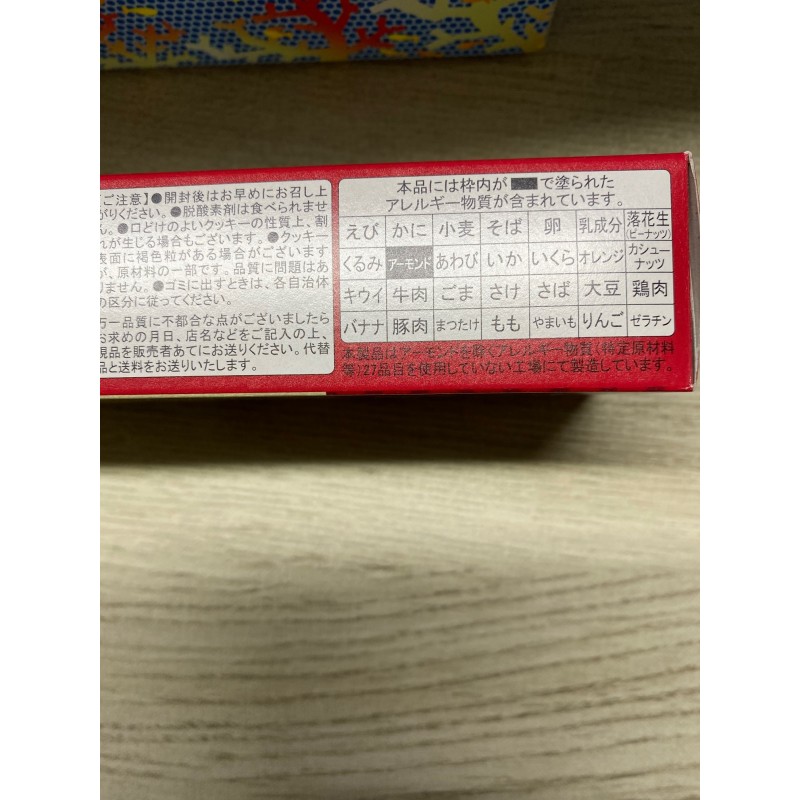 ご注意】●開封後はお早めにお召し上
がりください。●脱酸素剤は食べられませ
ん。●口どけのよいクッキーの性質上、割
れが生じる場合もございます。●クッキー
表面に褐色粒がある場合がございます
が、原材料の一部です。品質に問題はあ
りません。●ゴミに出すときは、各自治体
の区分に従ってください。
万一品質に不都合な点がございましたら
お求めの月日、店名などをご記入の上、
現品を販売者あてにお送りください。代替
品と送料をお送りいたします。
本品には枠内が■■で塗られた
アレルギー物質が含まれています。
えび かに 小麦 そば 卵 乳成分 落花生(ピーナッツ)
くるみ アーモンド あわび いか いくら オレンジ カシューナッツ
キウイ 牛肉 ごま さけ さば 大豆 鶏肉
バナナ 豚肉 まつたけ もも やまいも りんご ゼラチン
本製品はアーモンドを除くアレルギー物質(特定原材料
等)27品目を使用していない工場にて製造しています。